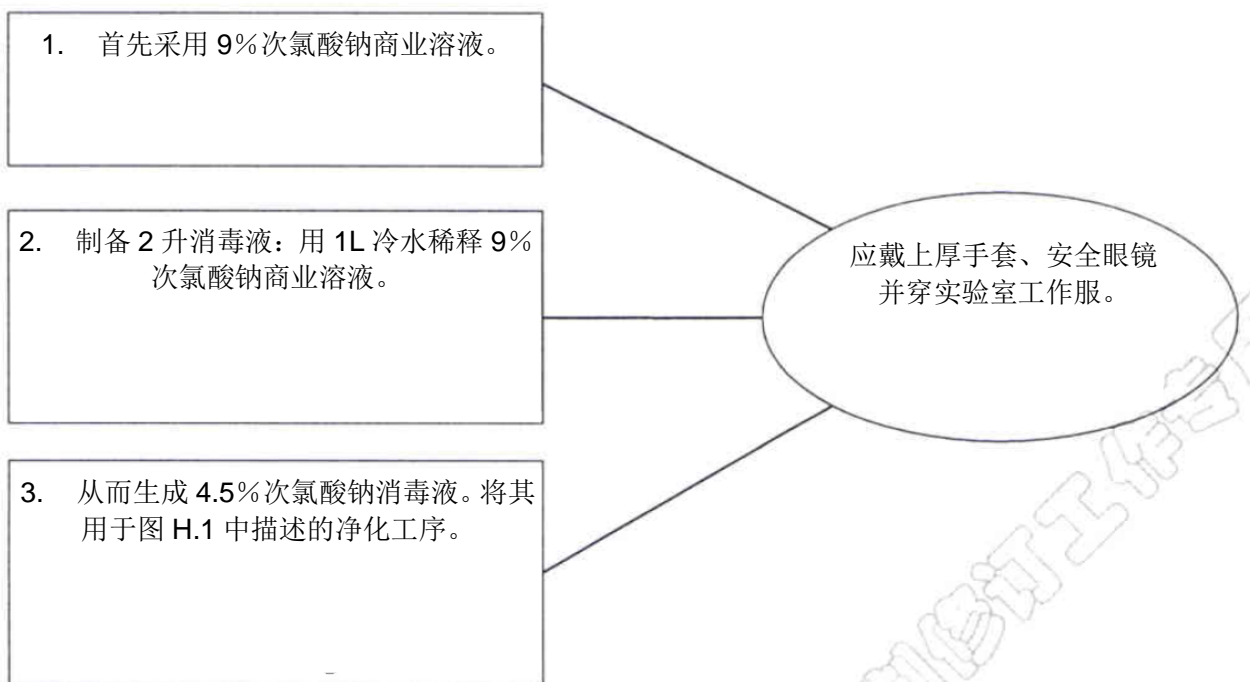 1. 首先采用 9%次氯酸钠商业溶液。
2. 制备 2 升消毒液：用 1L 冷水稀释 9%
次氯酸钠商业溶液。
应戴上厚手套、安全眼镜
并穿实验室工作服。
3. 从而生成 4.5%次氯酸钠消毒液。将其
用于图 H.1 中描述的净化工序。